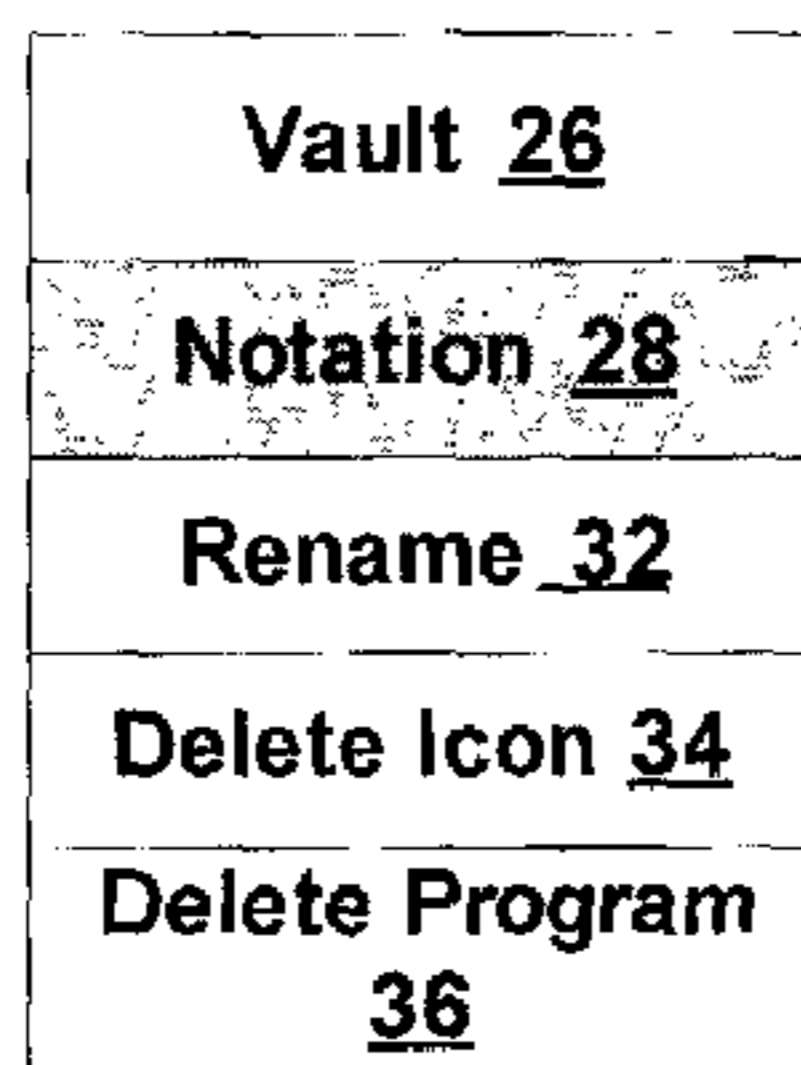 Vault 26
Notation 28
Rename 32
Delete Icon 34
Delete Program
36